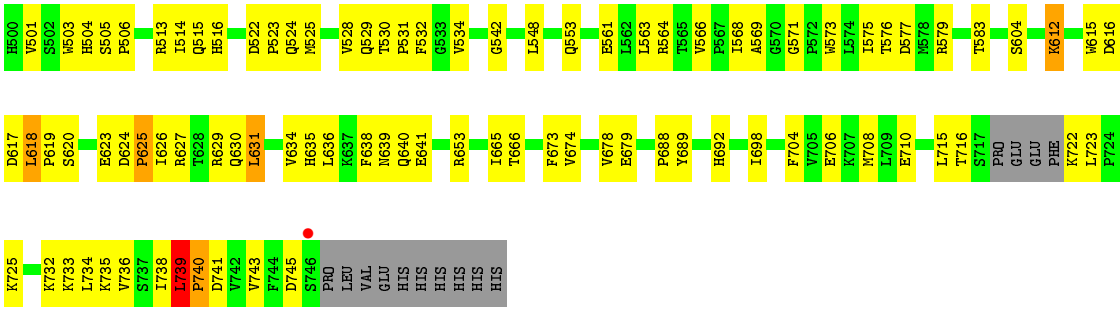 H500 V501 S502 W503 H504 S505 P506 R513 I514 Q515 H516 D522 P523 Q524 M525 V528 Q529 T530 P531 F532 G533 V534 G542 L548 Q553 E561 L562 L563 R564 T565 V566 P567 I568 A569 G570 G571 P572 W573 L574 I575 T576 D577 M578 R579 T583 S604 K612 W615 D616
D617 L618 P619 S620 E623 D624 P625 I626 R627 T628 R629 Q630 L631 V634 H635 L636 K637 F638 N639 Q640 E641 R653 I665 T666 F673 V674 V678 E679 P688 Y689 H692 I698 F704 V705 E706 K707 M708 L709 E710 L715 T716 S717 PRO GLU GLU PHE K722 L723 P724
K725 K732 K733 L734 K735 V736 S737 I738 L739 P740 D741 V742 V743 F744 D745 S746 PRO LEU VAL GLU HIS HIS HIS HIS HIS HIS